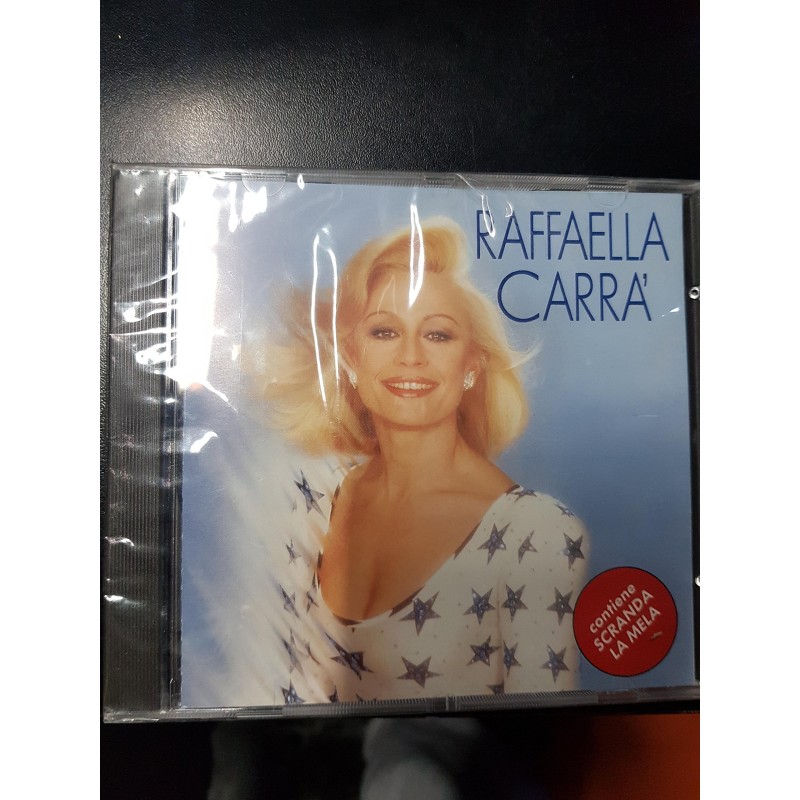 RAFFAELLA
CARRA'
contiene
SCRANDA
LA MELA